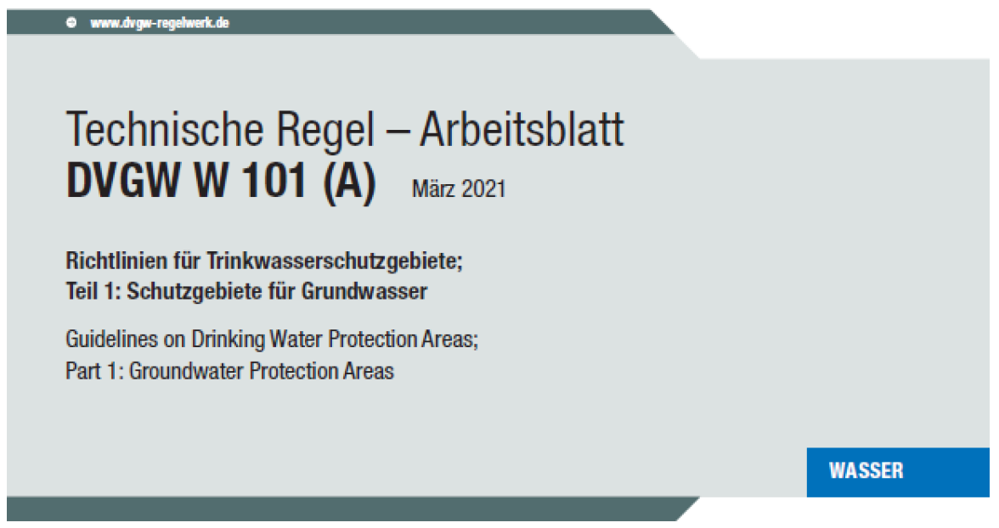 www.dvgw-regelwerk.de
Technische Regel – Arbeitsblatt
DVGW W 101 (A) März 2021
Richtlinien für Trinkwasserschutzgebiete;
Teil 1: Schutzgebiete für Grundwasser
Guidelines on Drinking Water Protection Areas;
Part 1: Groundwater Protection Areas
WASSER